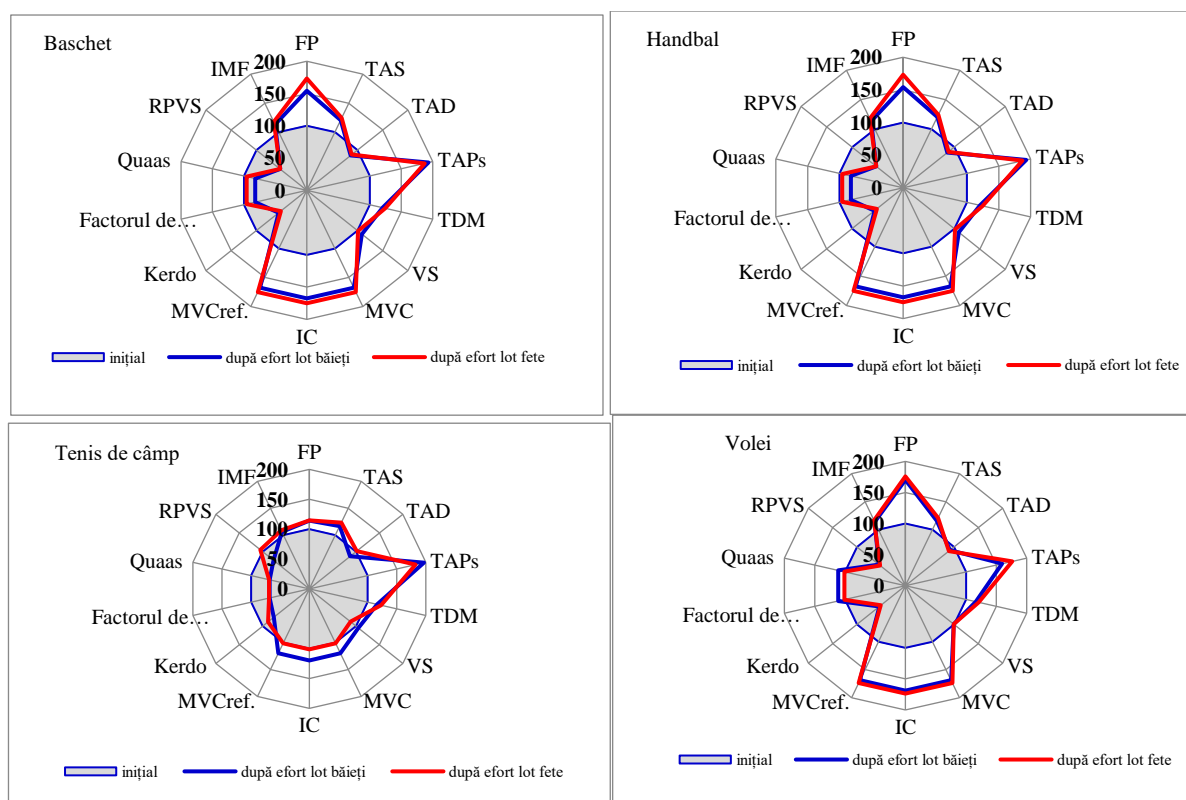 Baschet
FP
TAS
TAD
TAPs
TDM
VS
MVC
IC
MVCref.
Kerdo
Factorul de...
Quaas
RPVS
IMF
200
150
100
50
0
inițial
după efort lot băieți
după efort lot fete
Handbal
FP
TAS
TAD
TAPs
TDM
VS
MVC
IC
MVCref.
Kerdo
Factorul de...
Quaas
RPVS
IMF
200
150
100
50
0
inițial
după efort lot băieți
după efort lot fete
Tenis de câmp
FP
TAS
TAD
TAPs
TDM
VS
MVC
IC
MVCref.
Kerdo
Factorul de...
Quaas
RPVS
IMF
200
150
100
50
0
inițial
după efort lot băieți
după efort lot fete
Volei
FP
TAS
TAD
TAPs
TDM
VS
MVC
IC
MVCref.
Kerdo
Factorul de...
Quaas
RPVS
IMF
200
150
100
50
0
inițial
după efort lot băieți
după efort lot fete